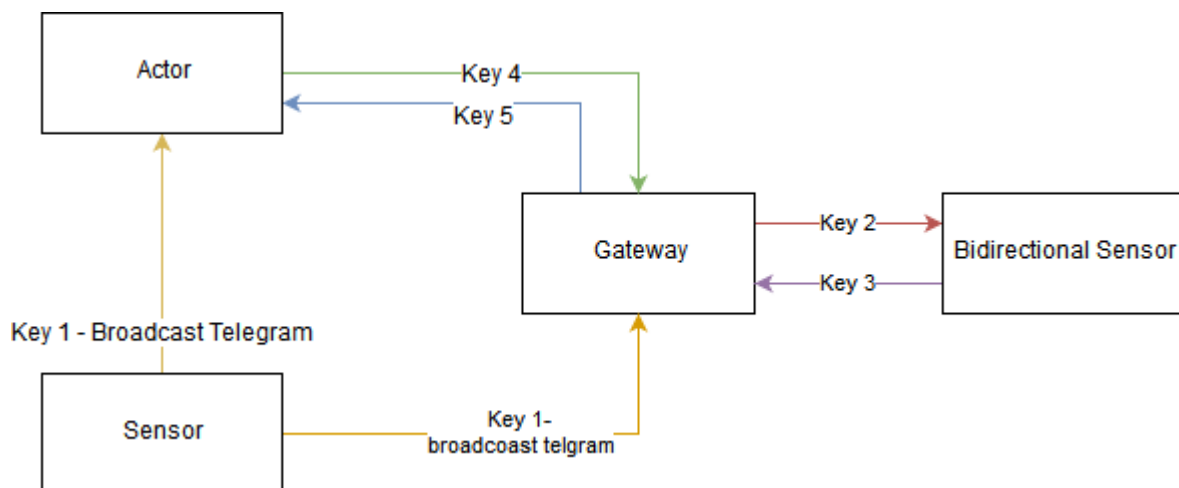 Actor
Key 4
Key 5
Gateway
Key 2
Bidirectional Sensor
Key 3
Key 1 - Broadcast Telegram
Sensor
Key 1-
broadcoast telgram